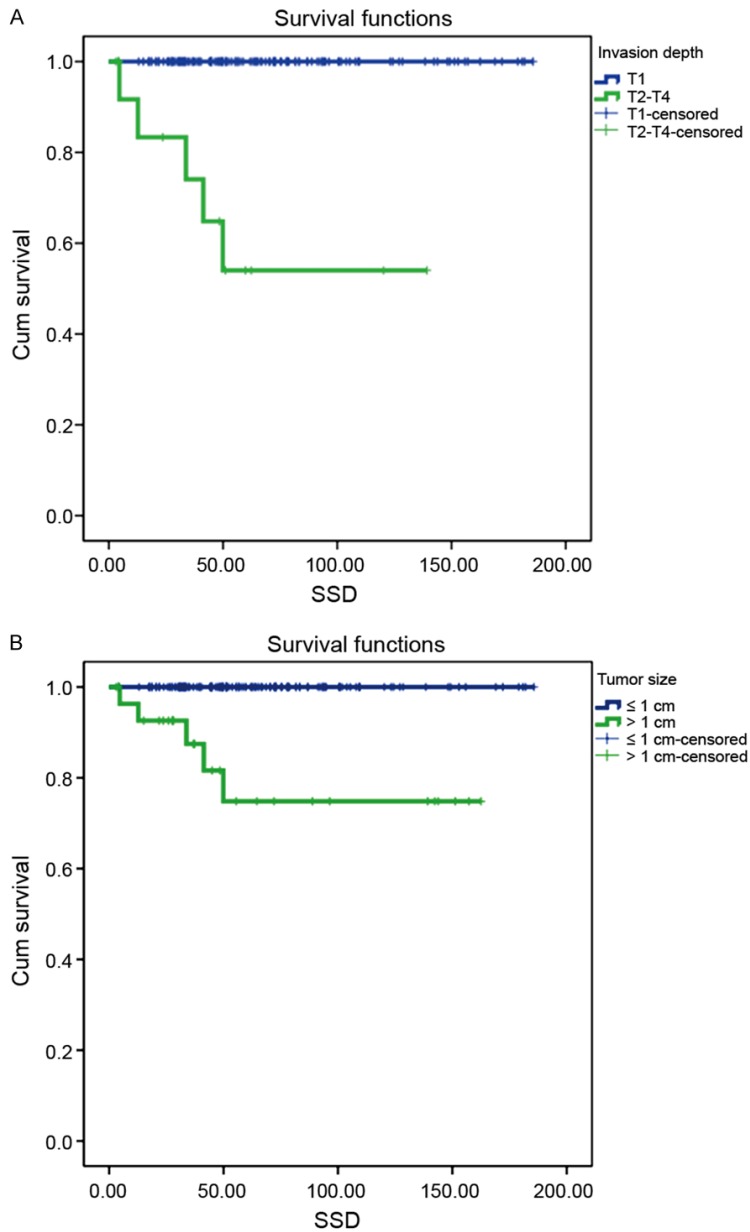 A
Survival functions
Cum survival
1.0
0.8
0.6
0.4
0.2
0.0
0.00 50.00 100.00 150.00 200.00
SSD
Invasion depth
T1
T2-T4
T1-censored
T2-T4-censored
B
Survival functions
Cum survival
1.0
0.8
0.6
0.4
0.2
0.0
0.00 50.00 100.00 150.00 200.00
SSD
Tumor size
≤ 1 cm
> 1 cm
≤ 1 cm-censored
> 1 cm-censored